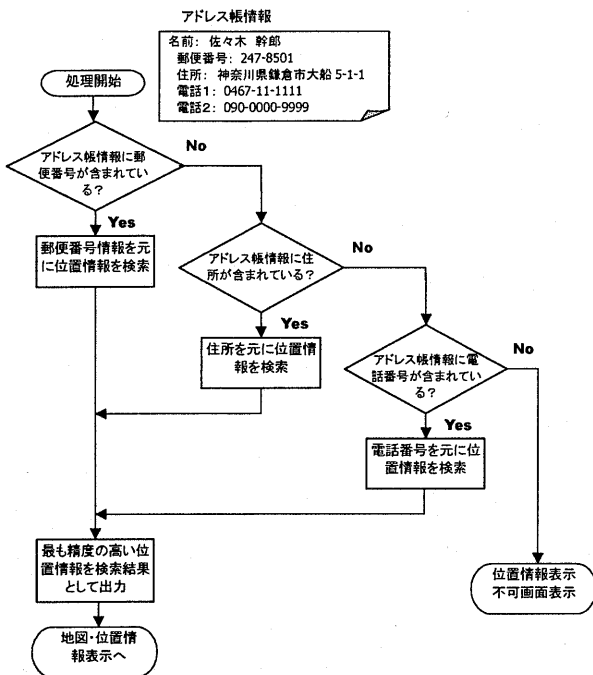 アドレス帳情報
名前: 佐々木 幹郎
郵便番号: 247-8501
住所: 神奈川県鎌倉市大船 5-1-1
電話1: 0467-11-1111
電話2: 090-0000-9999
処理開始
アドレス帳情報に郵
便番号が含まれてい
る?
No
Yes
郵便番号情報を元
に位置情報を検索
アドレス帳情報に住
所が含まれている?
No
Yes
住所を元に位置情
報を検索
アドレス帳情報に電
話番号が含まれてい
る?
No
Yes
電話番号を元に位
置情報を検索
最も精度の高い位
置情報を検索結果
として出力
位置情報表示
不可画面表示
地図・位置情
報表示へ